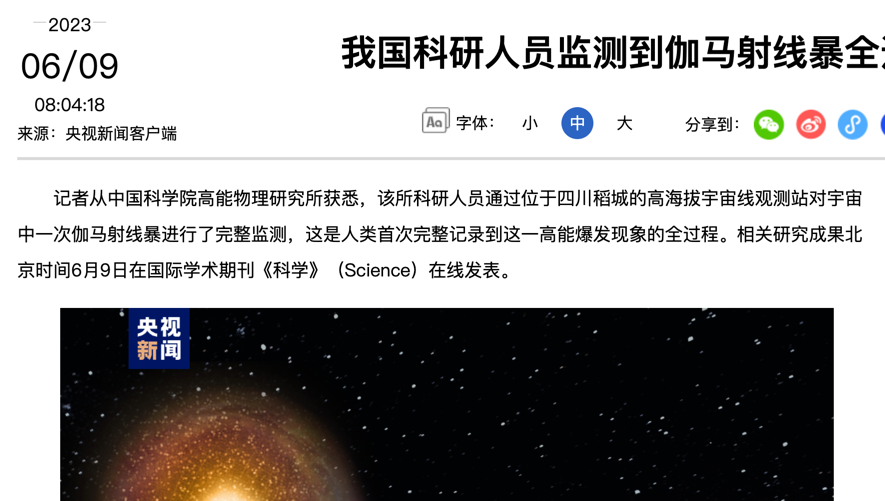 2023
06/09
08:04:18
来源：央视新闻客户端
我国科研人员监测到伽马射线暴全
Aa 字体： 小 中 大 分享到：
记者从中国科学院高能物理研究所获悉，该所科研人员通过位于四川稻城的高海拔宇宙线观测站对宇宙
中一次伽马射线暴进行了完整监测，这是人类首次完整记录到这一高能爆发现象的全过程。相关研究成果北
京时间6月9日在国际学术期刊《科学》（Science）在线发表。
央视
新闻